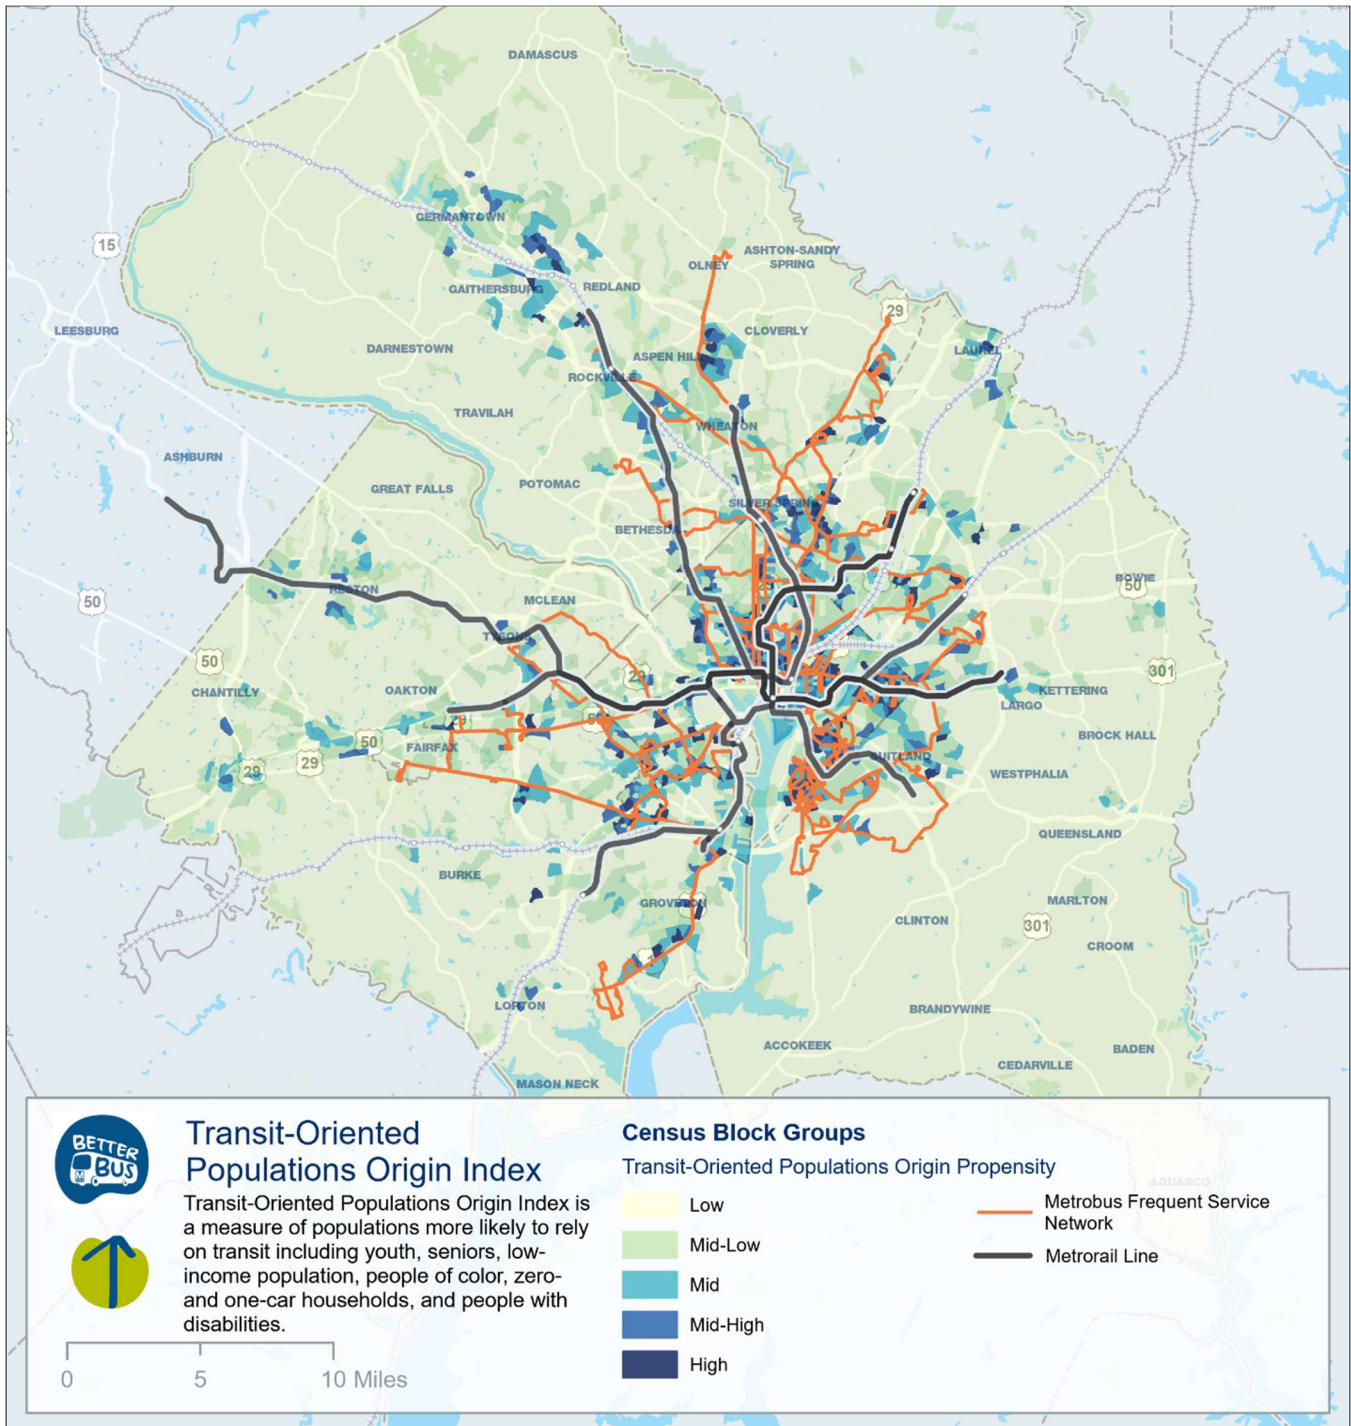 DAMASCUS
GERMANTOWN
15
OLNEY
ASHTON-SANDY
SPRING
GAITHERSBURG
REDLAND
29
LEESBURG
CLOVERLY
DARNESTOWN
ASPEN HILL
LAUREL
ROCKVILLE
TRAVILAH
WHEATON
ASHBURN
POTOMAC
GREAT FALLS
SILVER SPRING
BETHESDA
RESTON
BOWIE
50
50
MCLEAN
TYSONS
50
29
301
CHANTILLY
OAKTON
KETTERING
LARGO
29
50
FAIRFAX
50
BROCK HALL
29
29
SUITLAND
WESTPHALIA
QUEENSLAND
BURKE
GROVETON
MARLTON
CLINTON
301
CROOM
1
LORTON
BRANDYWINE
ACCOKEEK
BADEN
CEDARVILLE
MASON NECK
BETTER
BUS
M
Transit-Oriented
Populations Origin Index
Transit-Oriented Populations Origin Index is
a measure of populations more likely to rely
on transit including youth, seniors, low-
income population, people of color, zero-
and one-car households, and people with
disabilities.
0 5 10 Miles
Census Block Groups
Transit-Oriented Populations Origin Propensity
Low
Mid-Low
Mid
Mid-High
High
Metrobus Frequent Service
Network
Metrorail Line
AQUASCO